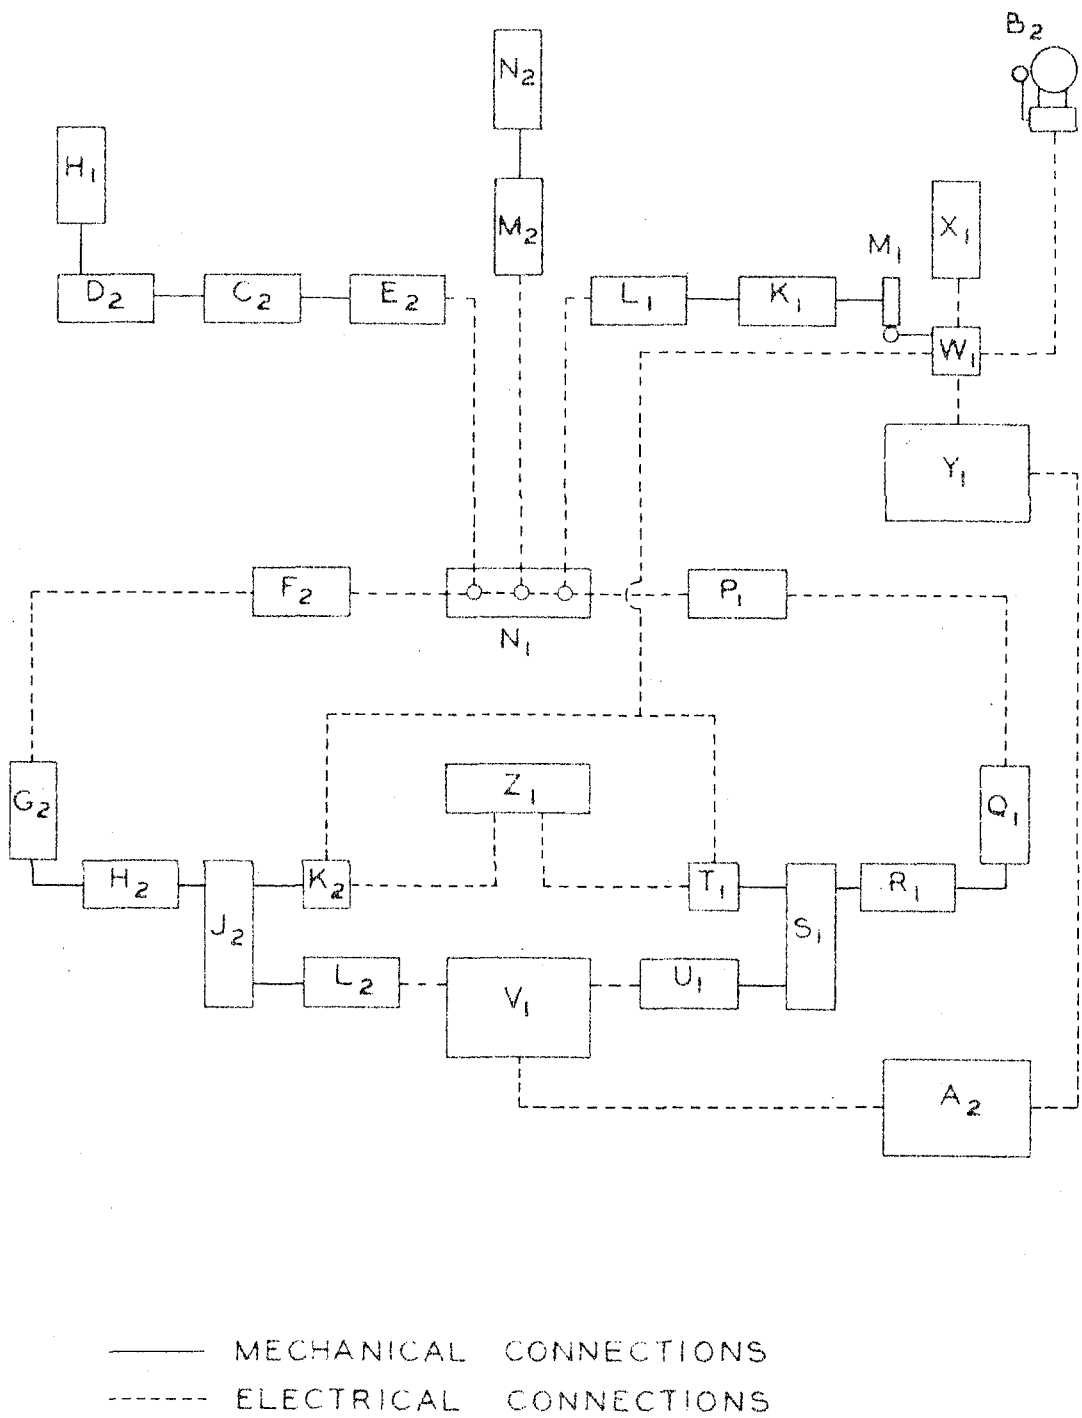 B2
N2
H1
X1
M2
M1
D2
C2
E2
L1
K1
W1
Y1
F2
P1
N1
Z1
G2
Q1
H2
K2
T1
R1
J2
S1
L2
V1
U1
A2
MECHANICAL CONNECTIONS
ELECTRICAL CONNECTIONS